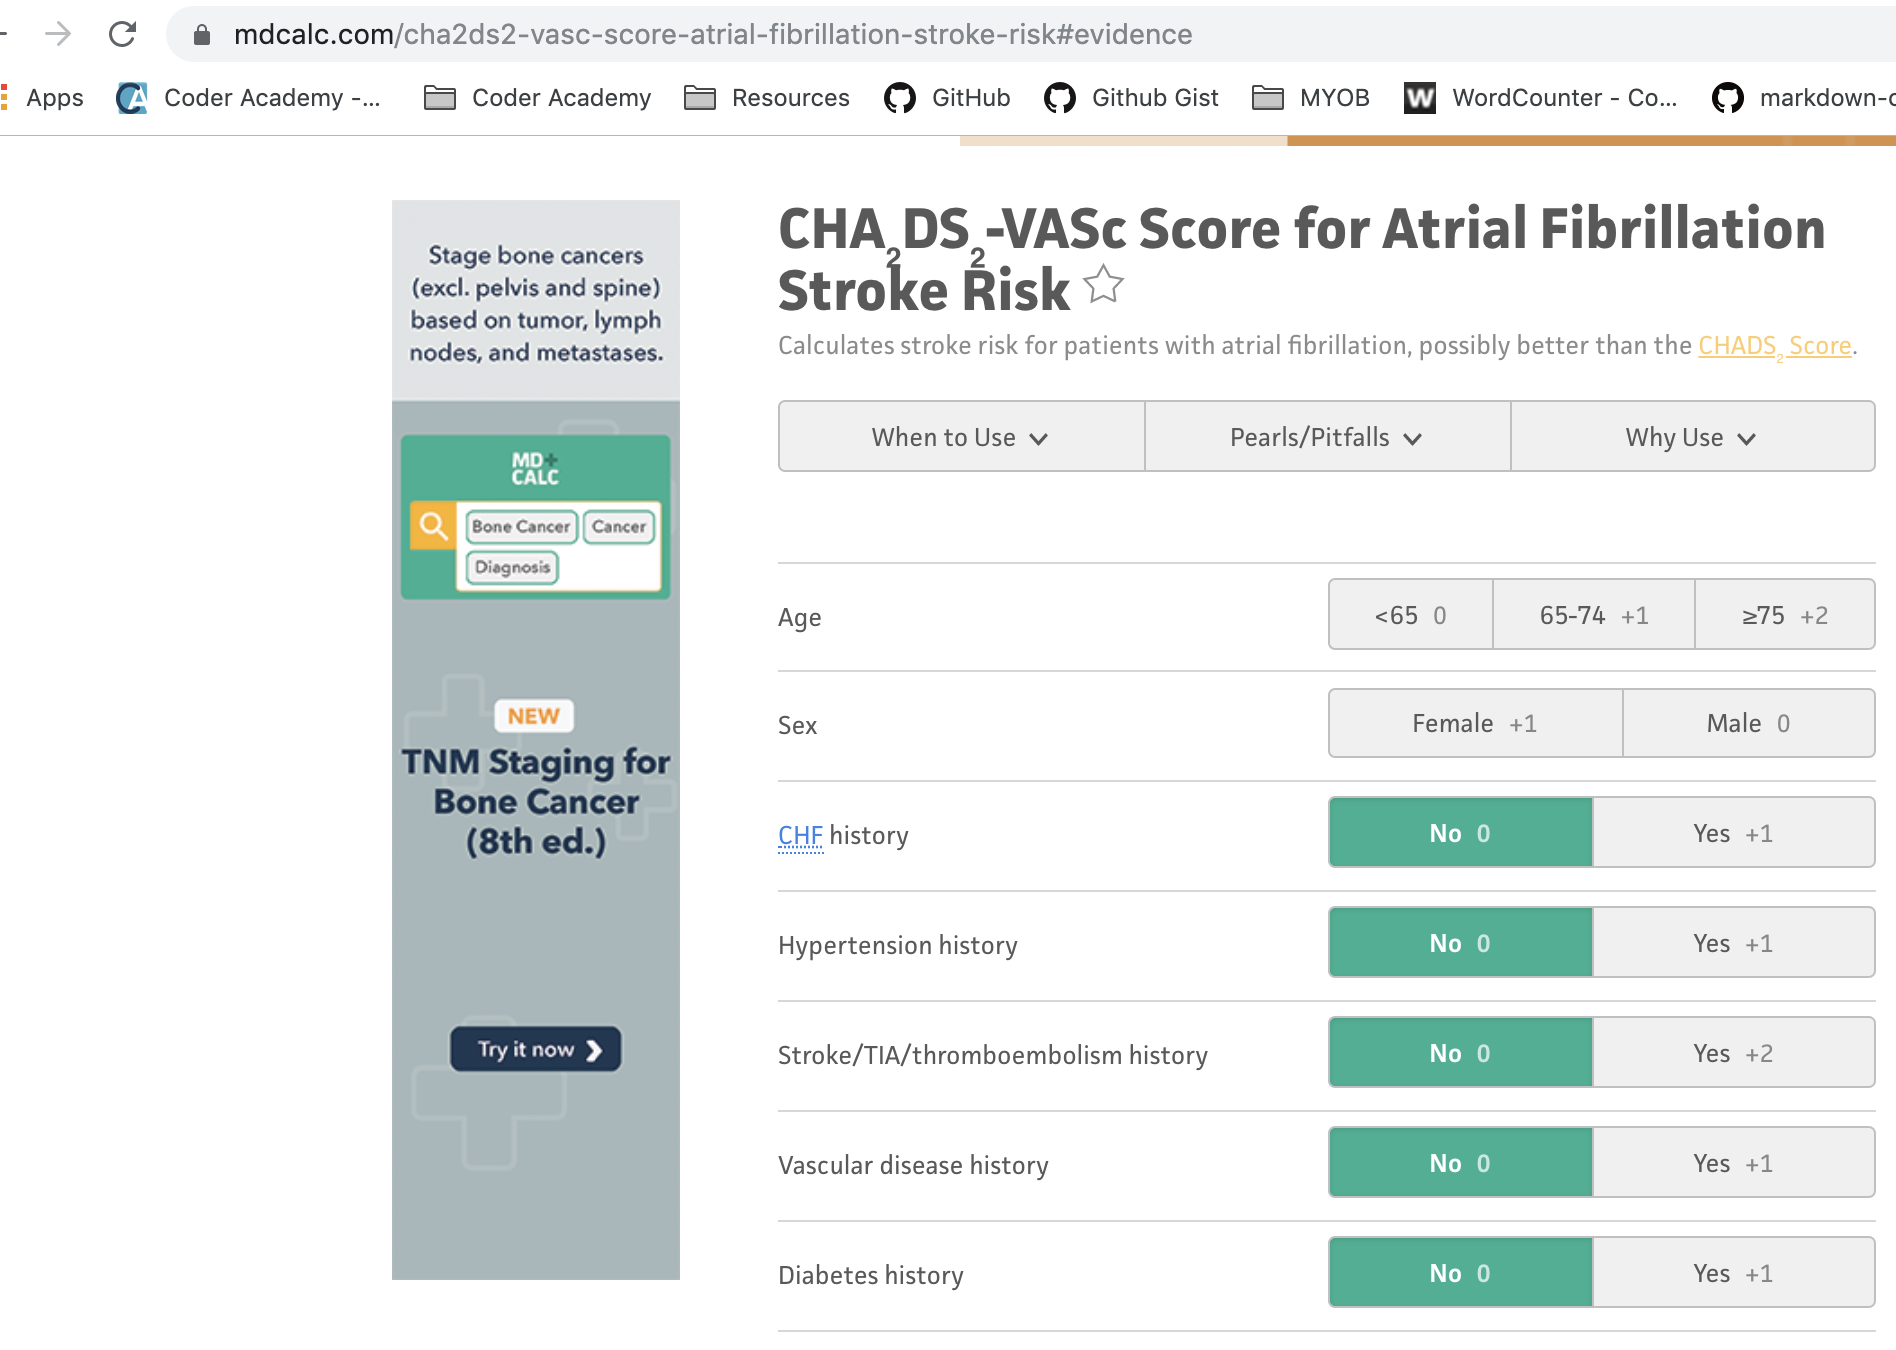 mdcalc.com/cha2ds2-vasc-score-atrial-fibrillation-stroke-risk#evidence
Apps
Coder Academy -...
Coder Academy
Resources
GitHub
Github Gist
MYOB
W
WordCounter - Co...
Stage bone cancers
(excl. pelvis and spine)
based on tumor, lymph
nodes, and metastases.
MD+
CALC
Bone Cancer Cancer
Diagnosis
NEW
TNM Staging for
Bone Cancer
(8th ed.)
Try it now
CHA2DS2-VASc Score for Atrial Fibrillation
Stroke Risk
Calculates stroke risk for patients with atrial fibrillation, possibly better than the CHADS2 Score.
When to Use Pearls/Pitfalls Why Use
Age <65 0 65-74 +1 ≥75 +2
Sex Female +1 Male 0
CHF history No 0 Yes +1
Hypertension history No 0 Yes +1
Stroke/TIA/thromboembolism history No 0 Yes +2
Vascular disease history No 0 Yes +1
Diabetes history No 0 Yes +1